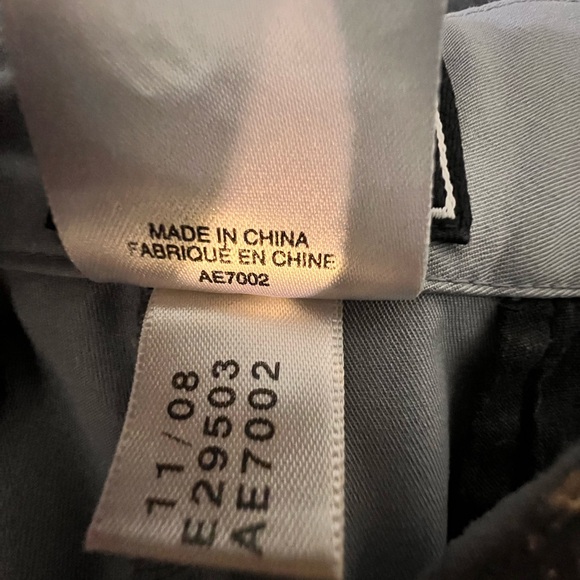 MADE IN CHINA
FABRIQUÉ EN CHINE
AE7002
11/08
E29503
AE7002